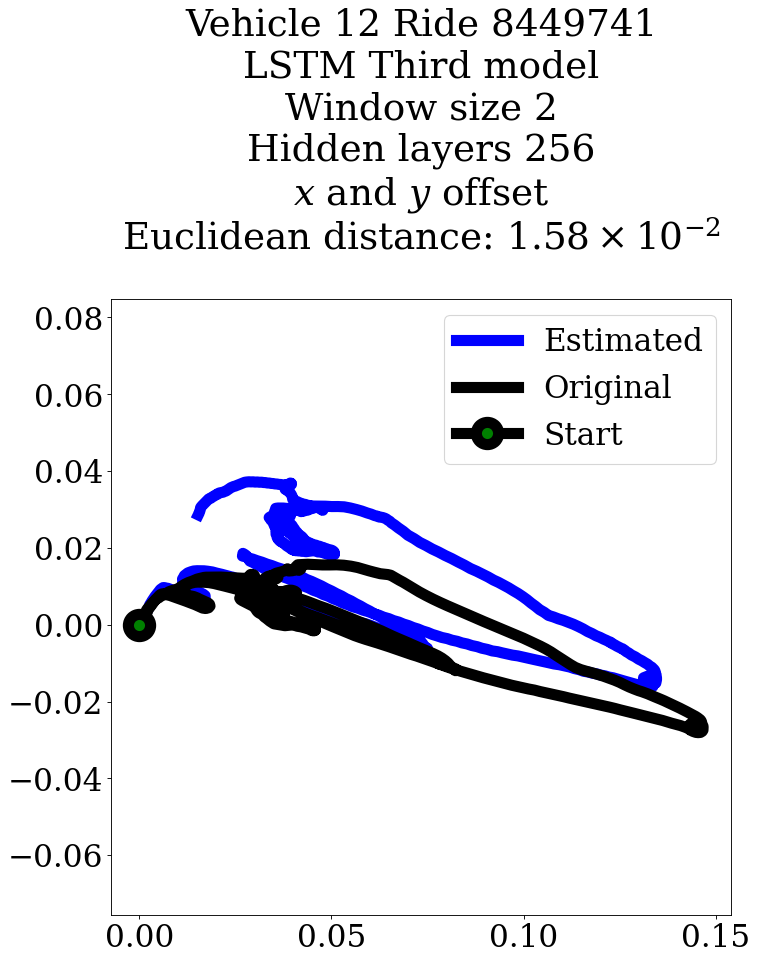 Vehicle 12 Ride 8449741
LSTM Third model
Window size 2
Hidden layers 256
x and y offset
Euclidean distance: 1.58 × 10⁻²
Estimated
Original
Start
0.08
0.06
0.04
0.02
0.00
−0.02
−0.04
−0.06
0.00 0.05 0.10 0.15